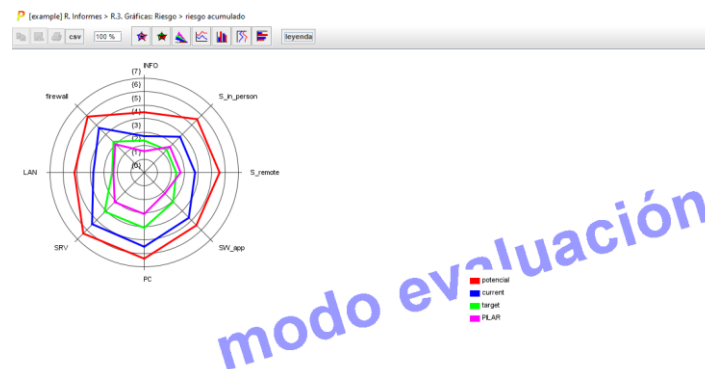 [example] R. Informes > R.3. Gráficas: Riesgo > riesgo acumulado
csv 100 % leyenda
INFO
(7)
(6)
(5)
(4)
(3)
(2)
(1)
(0)
firewall
S_in_person
LAN
S_remote
SRV
SW_app
PC
potencial
current
target
PILAR
modo evaluación